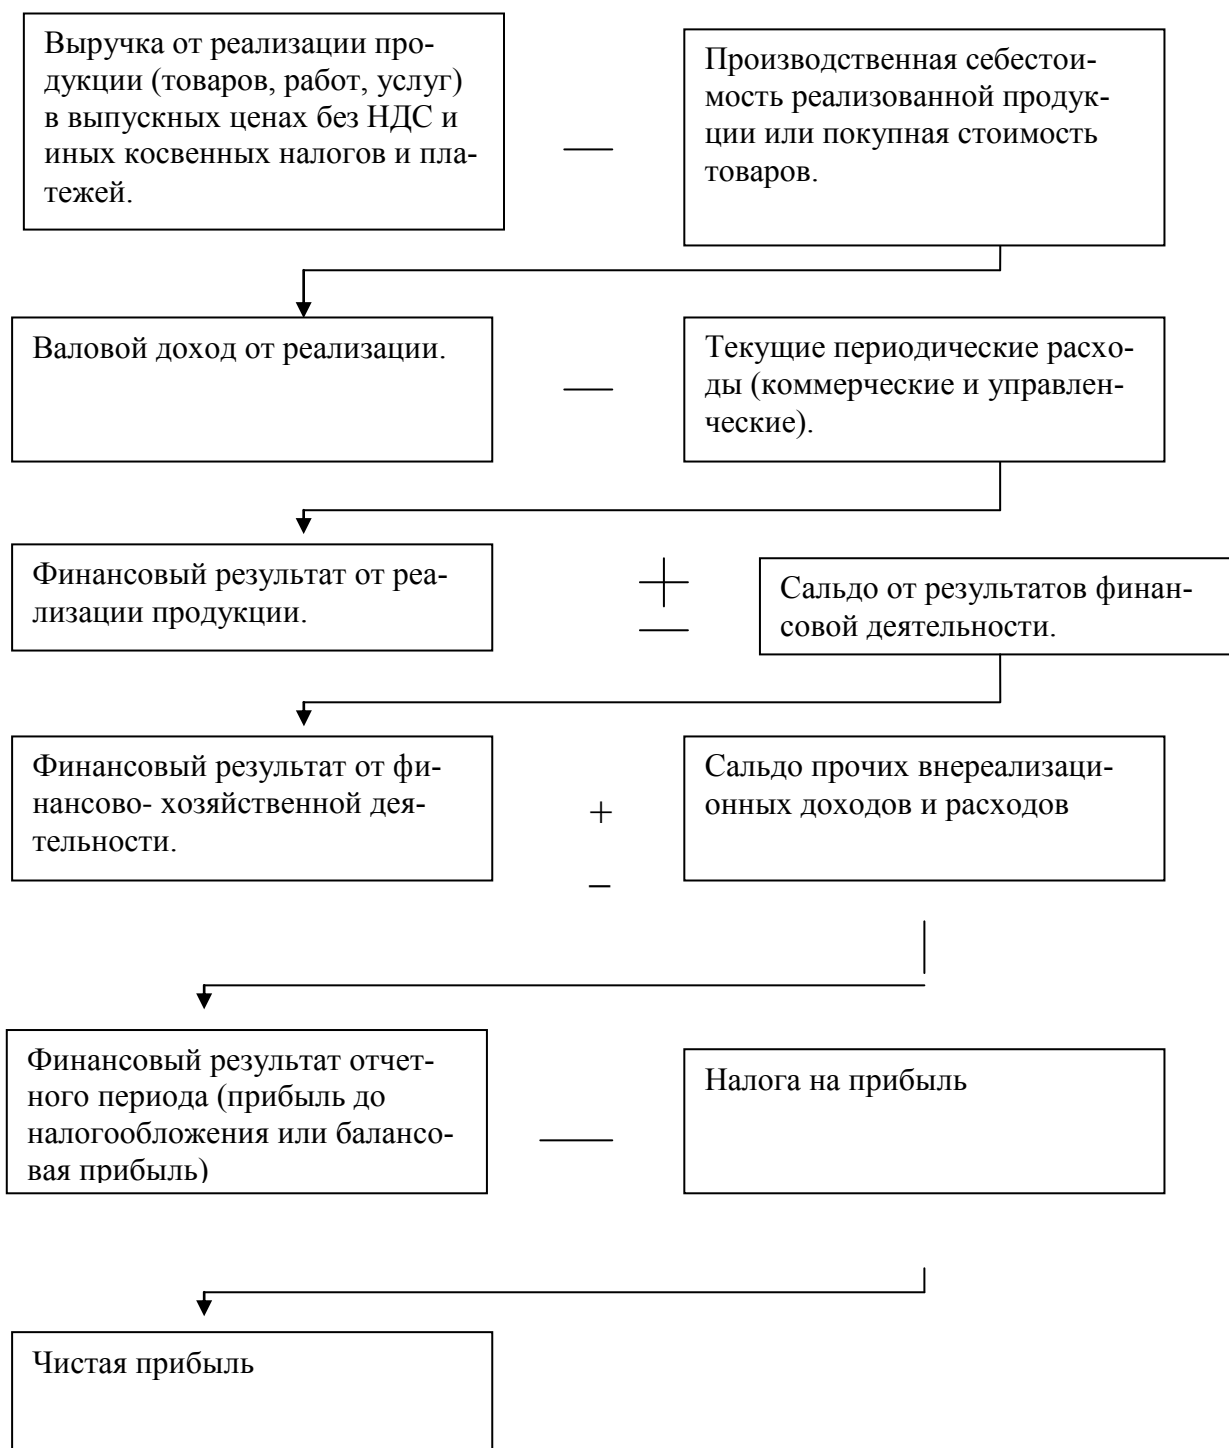 Выручка от реализации про-
дукции (товаров, работ, услуг)
в выпускных ценах без НДС и
иных косвенных налогов и пла-
тежей.
Производственная себестои-
мость реализованной продук-
ции или покупная стоимость
товаров.
Валовой доход от реализации.
Текущие периодические расхо-
ды (коммерческие и управлен-
ческие).
Финансовый результат от реа-
лизации продукции.
Сальдо от результатов финан-
совой деятельности.
Финансовый результат от фи-
нансово- хозяйственной дея-
тельности.
+
–
Сальдо прочих внереализаци-
онных доходов и расходов
Финансовый результат отчет-
ного периода (прибыль до
налогообложения или балансо-
вая прибыль)
Налога на прибыль
Чистая прибыль